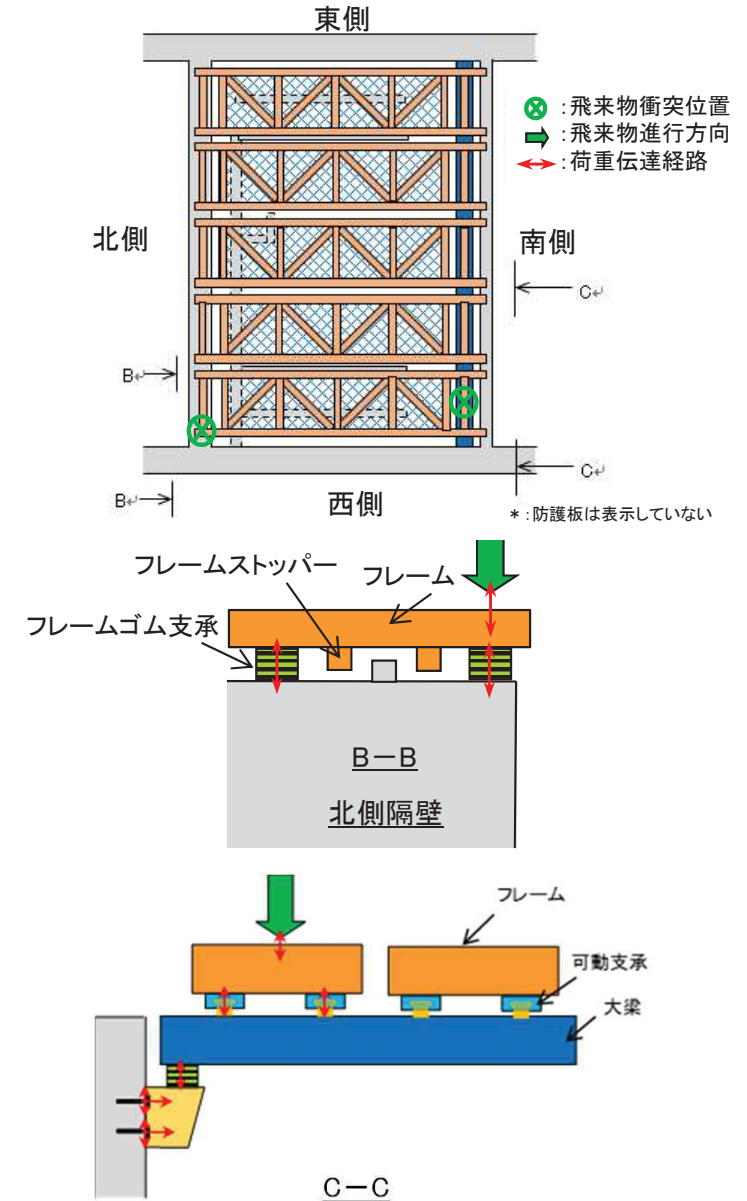 東側
:飛来物衝突位置
:飛来物進行方向
:荷重伝達経路
北側
南側
C↵
B↵
C↵
B↵
西側
*:防護板は表示していない
フレームストッパー
フレーム
フレームゴム支承
B－B
北側隔壁
フレーム
可動支承
大梁
C－C